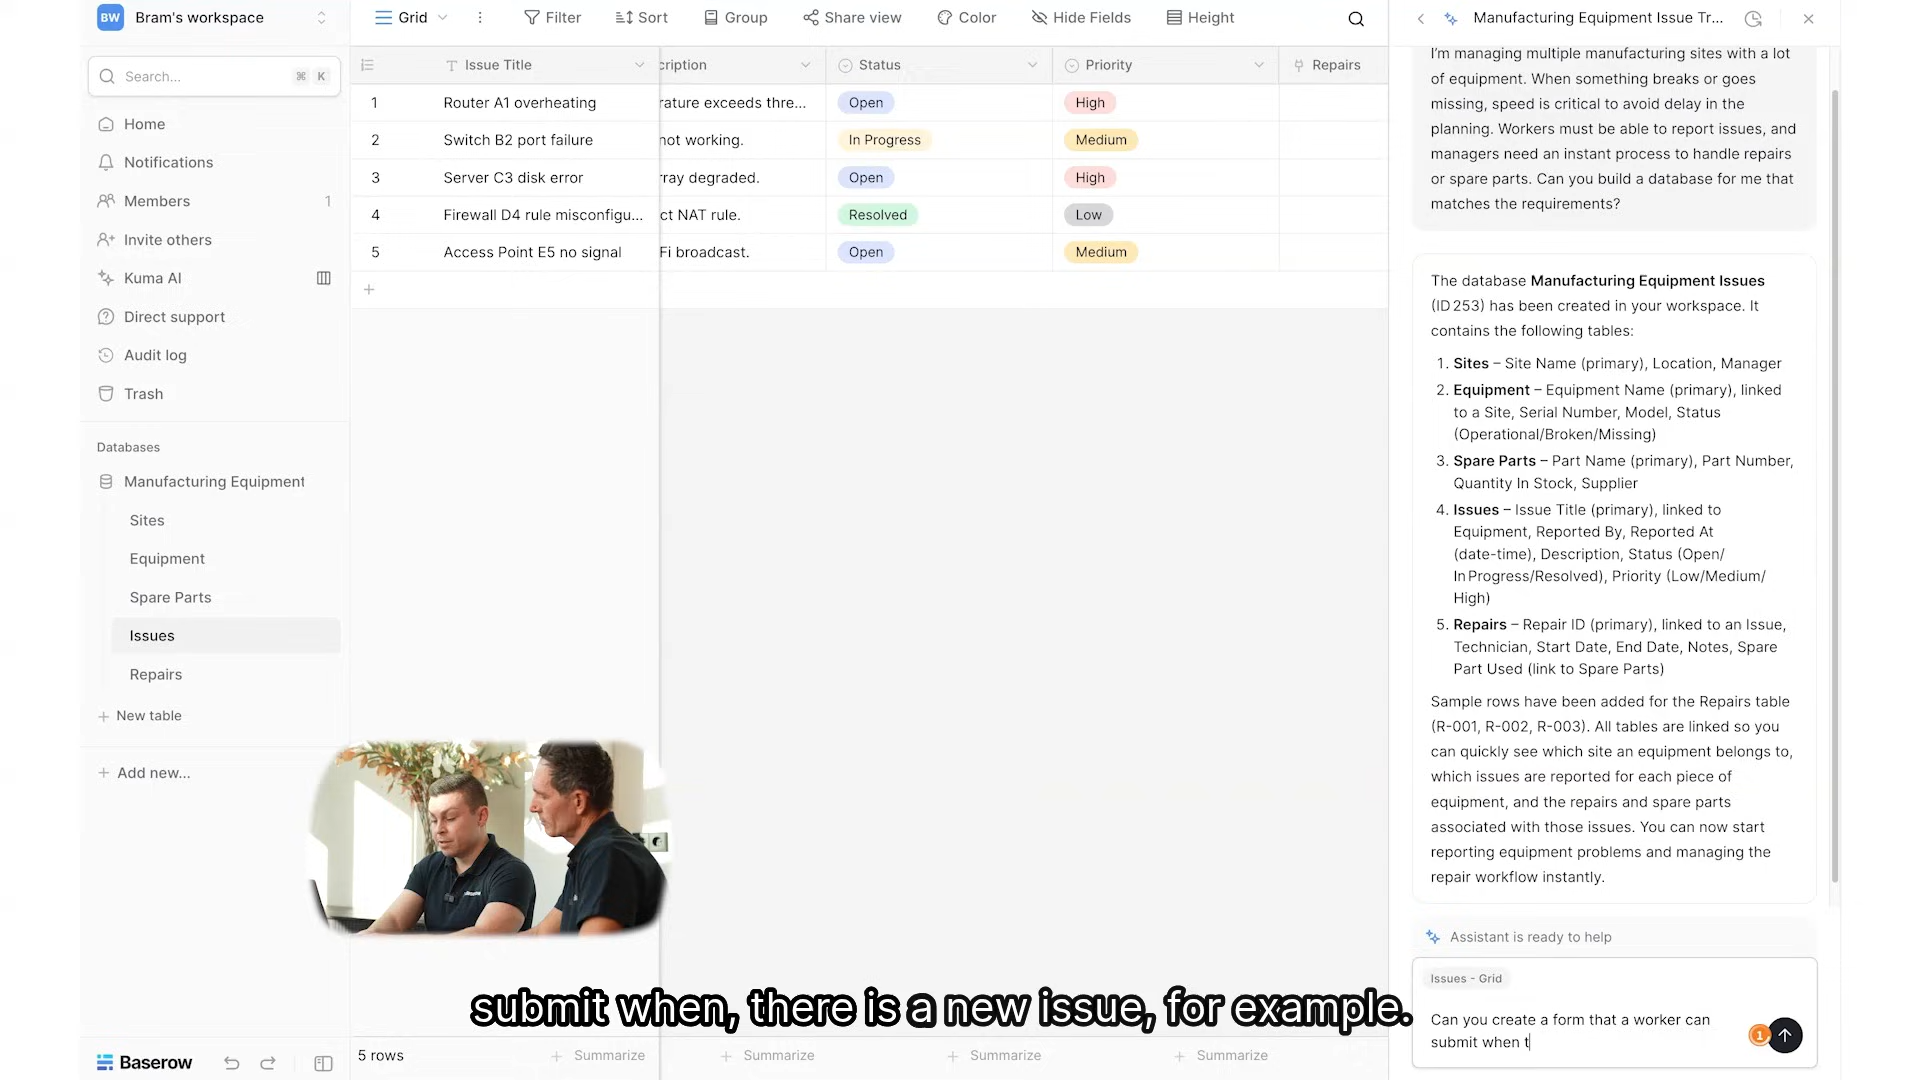 BW Bram's workspace
Search... ⌘ K
Home
Notifications
Members 1
Invite others
Kuma AI
Direct support
Audit log
Trash
Databases
Manufacturing Equipment
Sites
Equipment
Spare Parts
Issues
Repairs
+ New table
+ Add new...
Baserow
Grid Filter Sort Group Share view Color Hide Fields Height
Issue Title cription Status Priority Repairs
1 Router A1 overheating rature exceeds thre... Open High
2 Switch B2 port failure not working. In Progress Medium
3 Server C3 disk error rray degraded. Open High
4 Firewall D4 rule misconfigu... ct NAT rule. Resolved Low
5 Access Point E5 no signal Fi broadcast. Open Medium
+
submit when, there is a new issue, for example.
5 rows + Summarize + Summarize + Summarize + Summarize
Manufacturing Equipment Issue Tr...
I'm managing multiple manufacturing sites with a lot
of equipment. When something breaks or goes
missing, speed is critical to avoid delay in the
planning. Workers must be able to report issues, and
managers need an instant process to handle repairs
or spare parts. Can you build a database for me that
matches the requirements?
The database Manufacturing Equipment Issues
(ID 253) has been created in your workspace. It
contains the following tables:
1. Sites – Site Name (primary), Location, Manager
2. Equipment – Equipment Name (primary), linked
to a Site, Serial Number, Model, Status
(Operational/Broken/Missing)
3. Spare Parts – Part Name (primary), Part Number,
Quantity In Stock, Supplier
4. Issues – Issue Title (primary), linked to
Equipment, Reported By, Reported At
(date-time), Description, Status (Open/
In Progress/Resolved), Priority (Low/Medium/
High)
5. Repairs – Repair ID (primary), linked to an Issue,
Technician, Start Date, End Date, Notes, Spare
Part Used (link to Spare Parts)
Sample rows have been added for the Repairs table
(R-001, R-002, R-003). All tables are linked so you
can quickly see which site an equipment belongs to,
which issues are reported for each piece of
equipment, and the repairs and spare parts
associated with those issues. You can now start
reporting equipment problems and managing the
repair workflow instantly.
Assistant is ready to help
Issues - Grid
Can you create a form that a worker can
submit when t
1